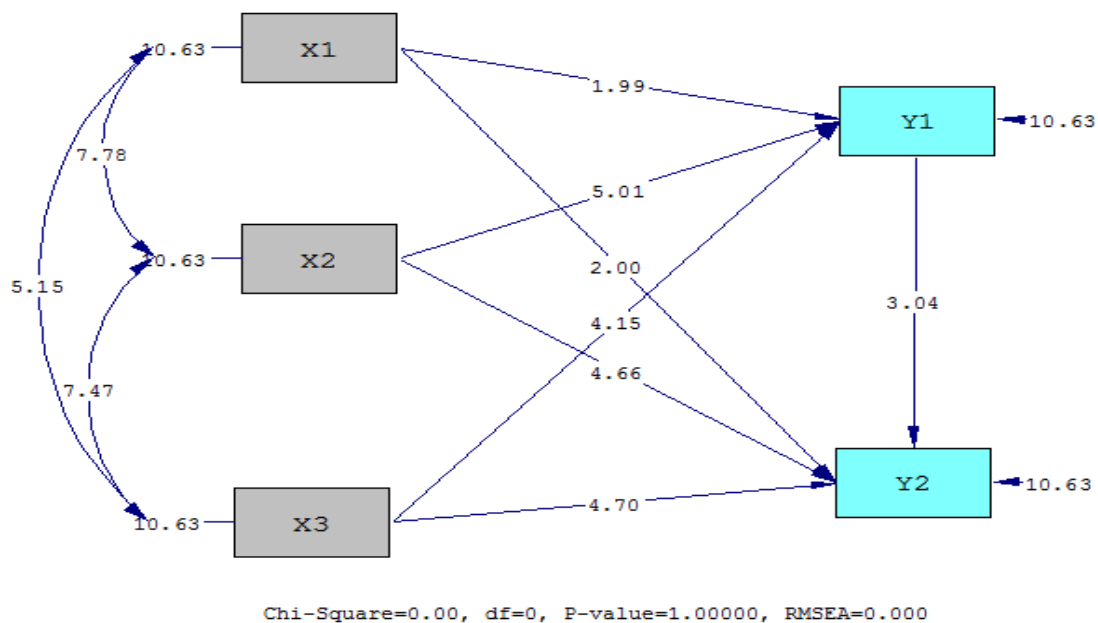 10.63
X1
1.99
Y1
10.63
7.78
5.01
10.63
X2
2.00
5.15
3.04
4.15
4.66
7.47
Y2
10.63
4.70
10.63
X3
Chi-Square=0.00, df=0, P-value=1.00000, RMSEA=0.000